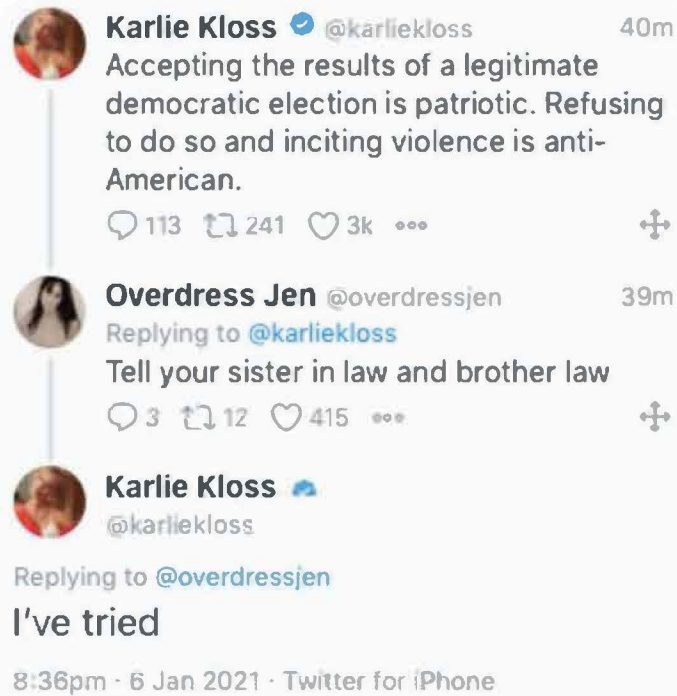 Karlie Kloss @karliekloss 40m
Accepting the results of a legitimate
democratic election is patriotic. Refusing
to do so and inciting violence is anti-
American.
113 241 3k
Overdress Jen @overdressjen 39m
Replying to @karliekloss
Tell your sister in law and brother law
3 12 415
Karlie Kloss
@karliekloss
Replying to @overdressjen
I've tried
8:36pm · 6 Jan 2021 · Twitter for iPhone